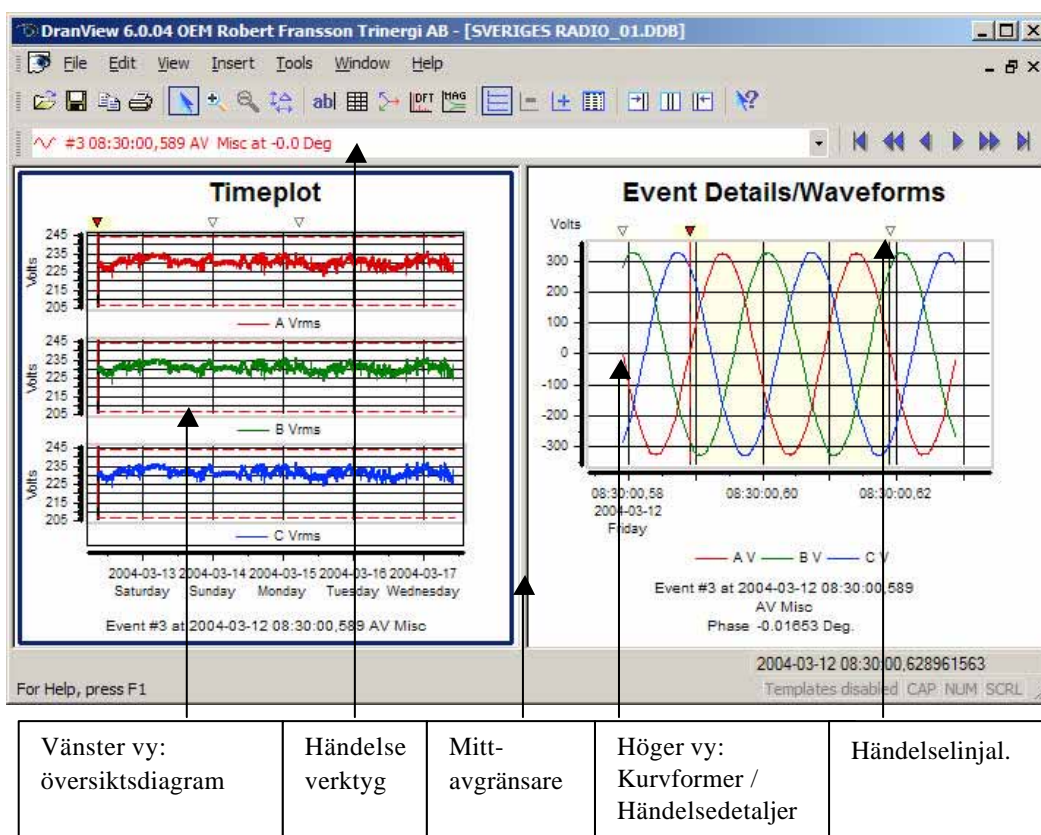 DranView 6.0.04 OEM Robert Fransson Trinergi AB - [SVERIGES RADIO_01.DDB]
File Edit View Insert Tools Window Help
abl DFT MAG
#3 08:30:00,589 AV Misc at -0.0 Deg
Timeplot
245
235
225
215
205
Volts
A Vrms
245
235
225
215
205
Volts
B Vrms
245
235
225
215
205
Volts
C Vrms
2004-03-13 2004-03-14 2004-03-15 2004-03-16 2004-03-17
Saturday Sunday Monday Tuesday Wednesday
Event #3 at 2004-03-12 08:30:00,589 AV Misc
Event Details/Waveforms
Volts
300
200
100
0
-100
-200
-300
08:30:00,58 08:30:00,60 08:30:00,62
2004-03-12
Friday
A V B V C V
Event #3 at 2004-03-12 08:30:00,589
AV Misc
Phase -0.01653 Deg.
2004-03-12 08:30:00,628961563
For Help, press F1 Templates disabled CAP NUM SCRL
Vänster vy:
översiktsdiagram
Händelse
verktyg
Mitt-
avgränsare
Höger vy:
Kurvformer /
Händelsedetaljer
Händelselinjal.